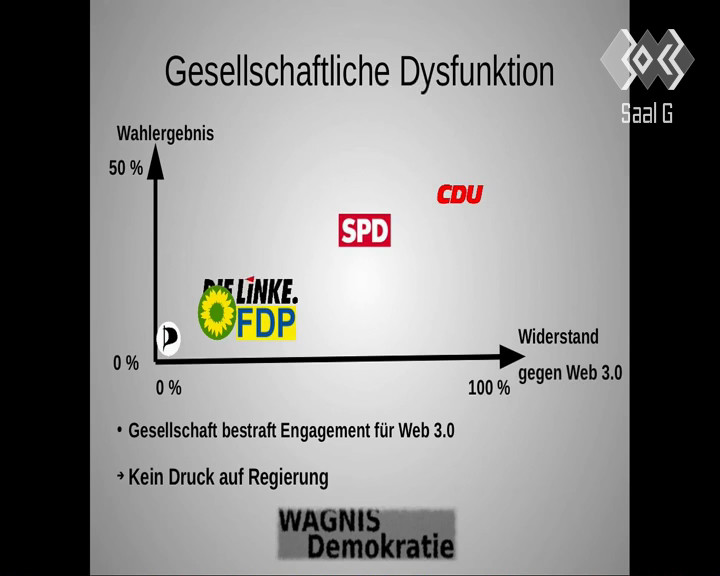 Gesellschaftliche Dysfunktion
Saal G
Wahlergebnis
50 %
CDU
SPD
DIE LiNKE.
FDP
0 %
0 %
100 %
Widerstand
gegen Web 3.0
• Gesellschaft bestraft Engagement für Web 3.0
→ Kein Druck auf Regierung
WAGNIS
Demokratie